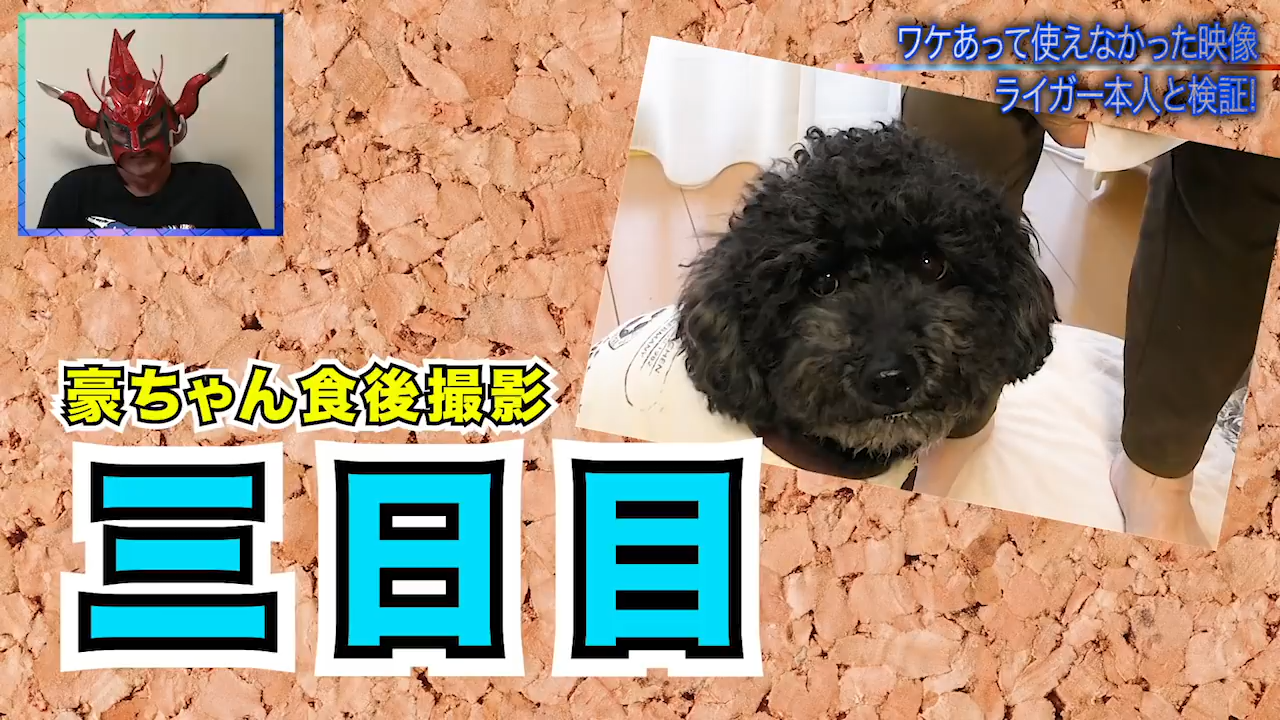 ワケあって使えなかった映像
ライガー本人と検証!
豪ちゃん食後撮影
三日目